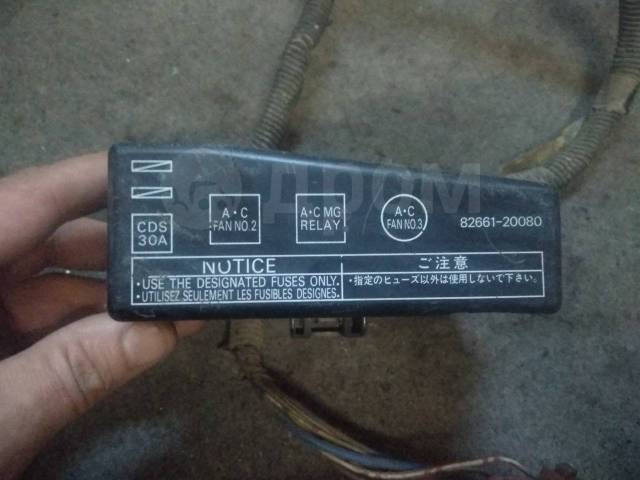 CDS
30A
A•C
FAN NO.2
A•C MG
RELAY
A•C
FAN NO.3
82661-20080
NOTICE
•USE THE DESIGNATED FUSES ONLY.
•UTILISEZ SEULEMENT LES FUSIBLES DESIGNES.
ご注意
•指定のヒューズ以外は使用しないで下さい。
ДРОМ